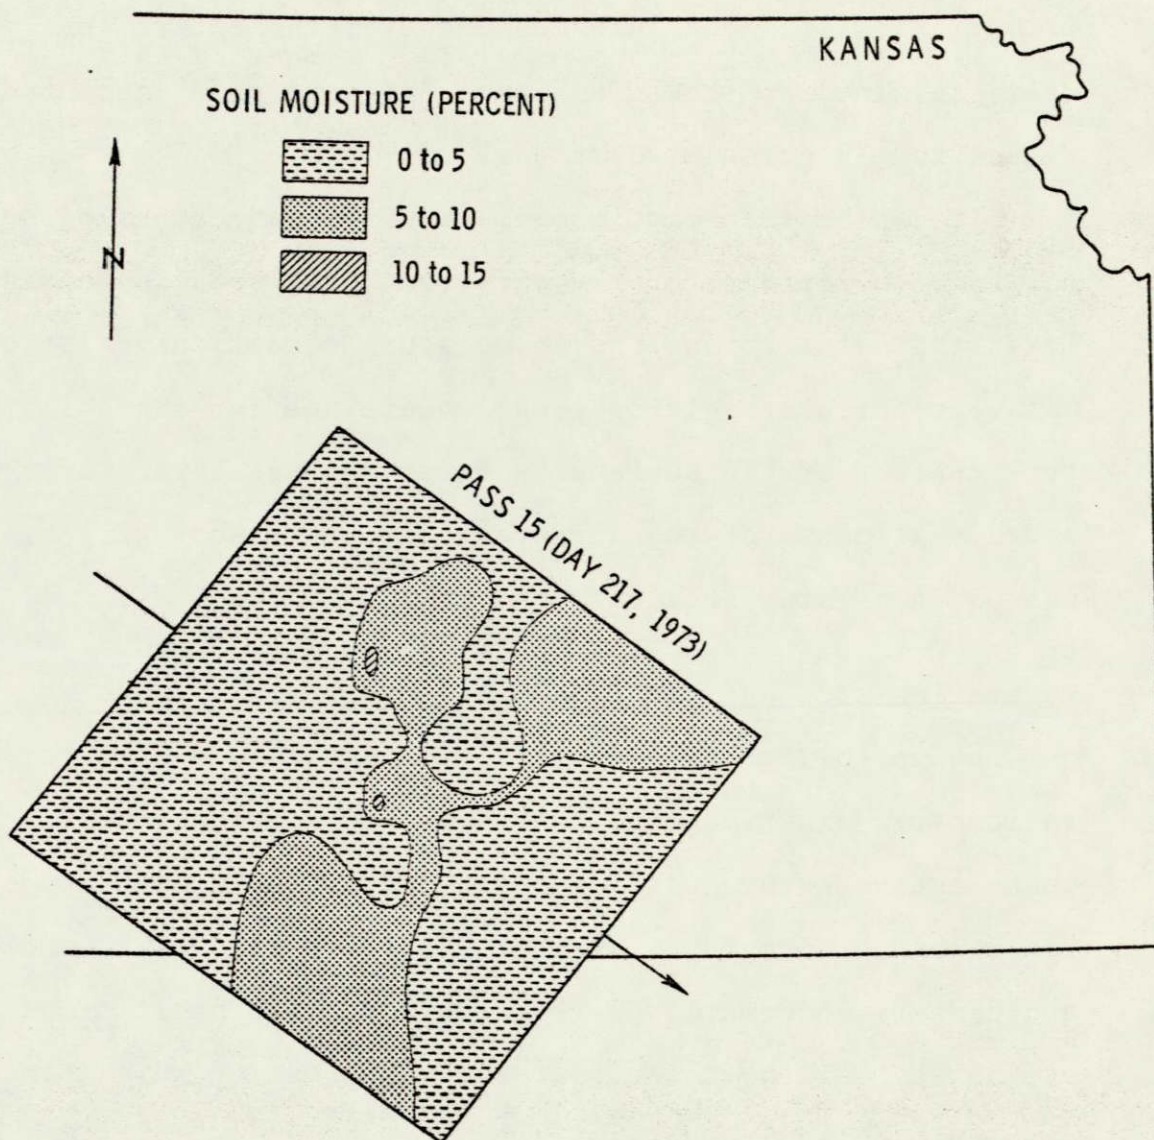 KANSAS
SOIL MOISTURE (PERCENT)
0 to 5
5 to 10
10 to 15
N
PASS 15 (DAY 217, 1973)